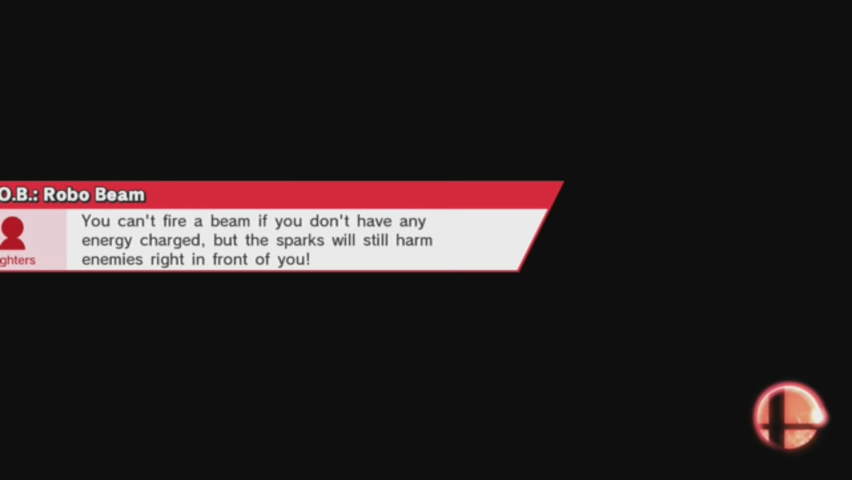 O.B.: Robo Beam
You can't fire a beam if you don't have any
energy charged, but the sparks will still harm
enemies right in front of you!
ghters